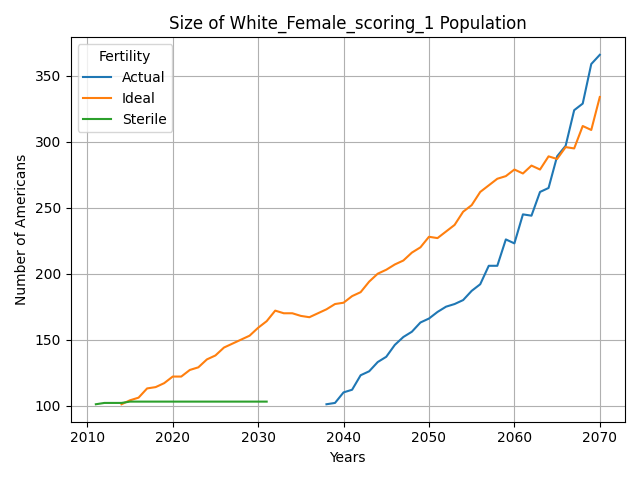 Size of White_Female_scoring_1 Population
Fertility
Actual
Ideal
Sterile
Number of Americans
350
300
250
200
150
100
2010 2020 2030 2040 2050 2060 2070
Years